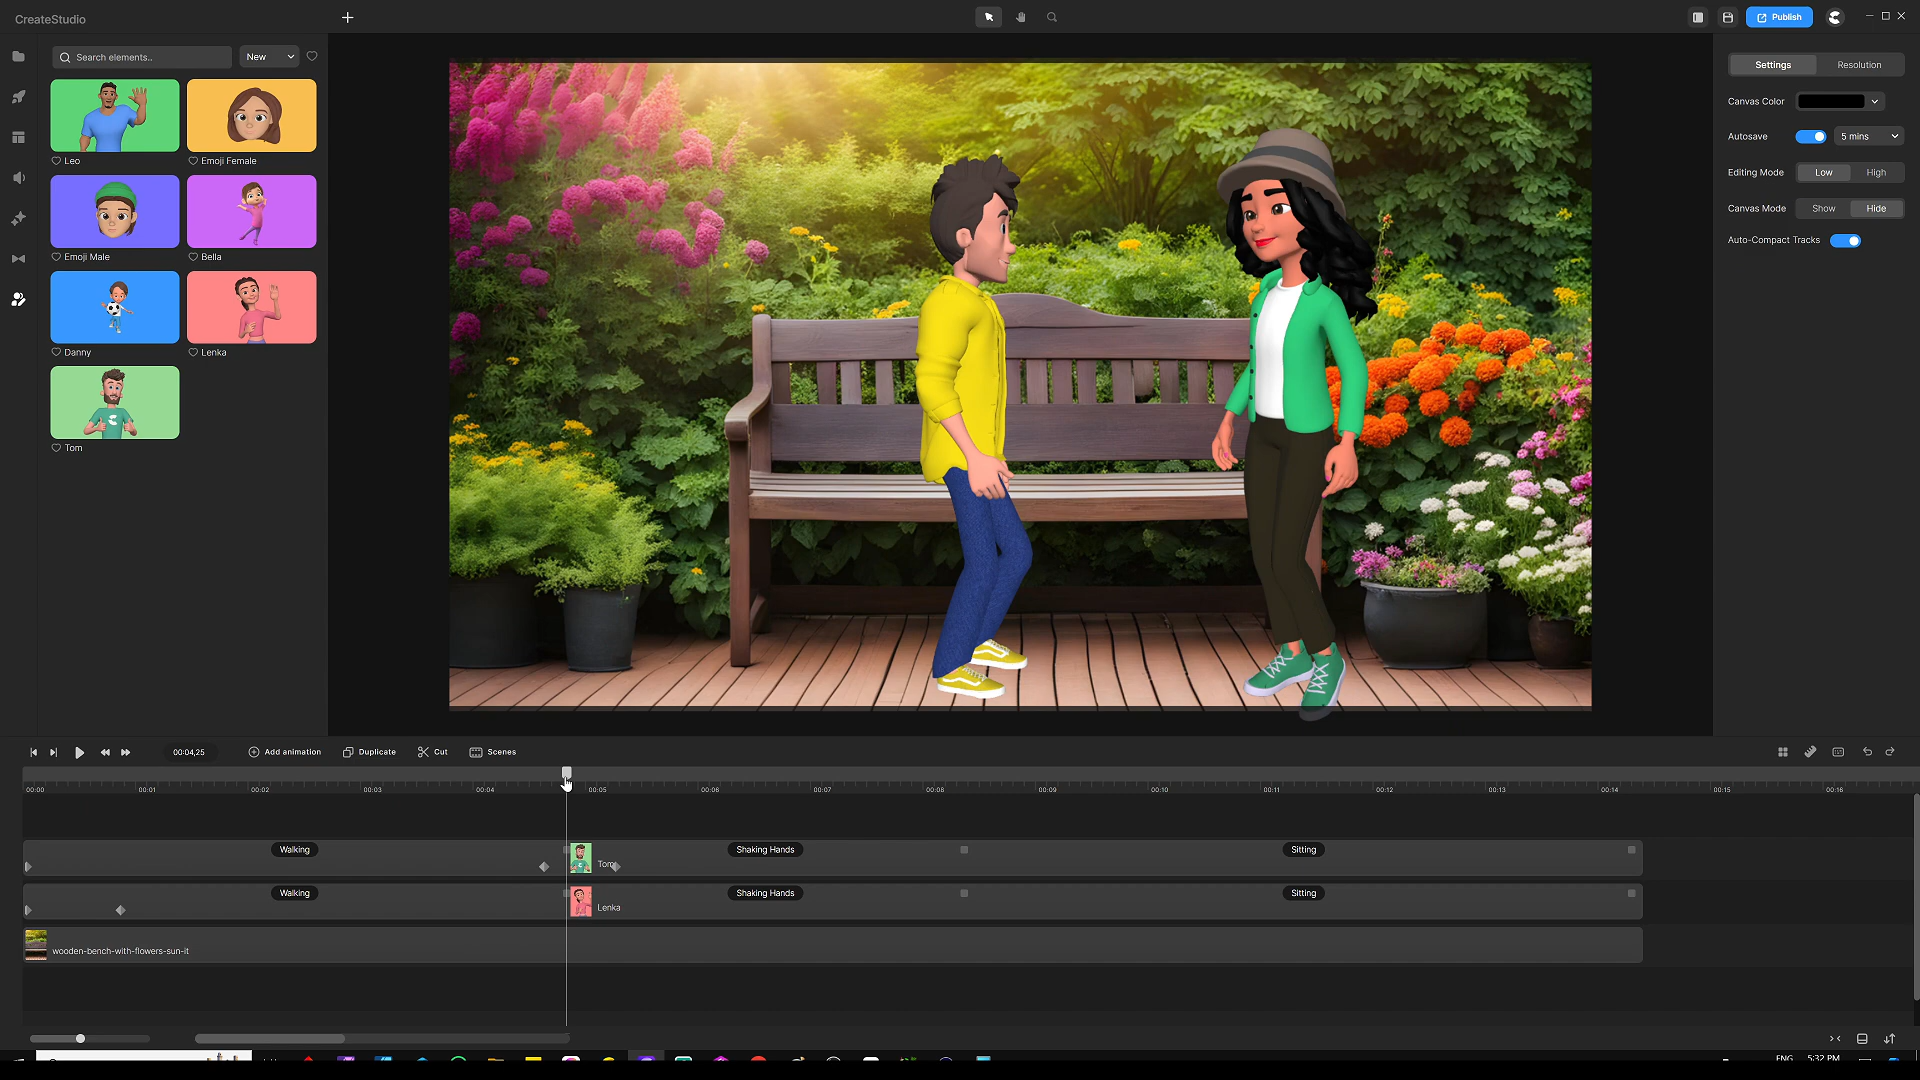 CreateStudio
Publish
Search elements..
New
Leo
Emoji Female
Emoji Male
Bella
Danny
Lenka
Tom
Settings
Resolution
Canvas Color
Autosave
5 mins
Editing Mode
Low
High
Canvas Mode
Show
Hide
Auto-Compact Tracks
00:04,25
Add animation
Duplicate
Cut
Scenes
00:00
00:01
00:02
00:03
00:04
00:05
00:06
00:07
00:08
00:09
00:10
00:11
00:12
00:13
00:14
00:15
00:16
Walking
Tom
Shaking Hands
Sitting
Walking
Lenka
Shaking Hands
Sitting
wooden-bench-with-flowers-sun-it
ENG
5:32 PM